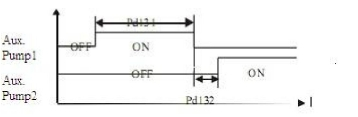 Pd131
Aux.
Pump1
OFF
ON
Aux.
Pump2
OFF
ON
Pd132